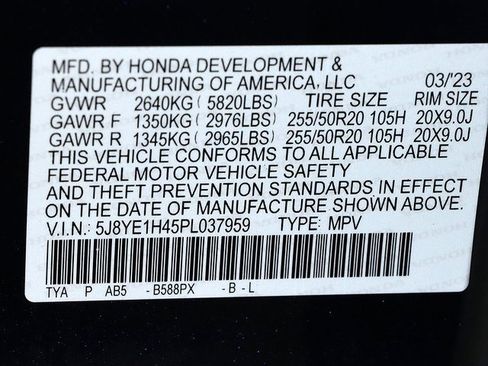 MFD. BY HONDA DEVELOPMENT &
MANUFACTURING OF AMERICA, LLC 03/'23
GVWR 2640KG (5820LBS) TIRE SIZE RIM SIZE
GAWR F 1350KG (2976LBS) 255/50R20 105H 20X9.0J
GAWR R 1345KG (2965LBS) 255/50R20 105H 20X9.0J
THIS VEHICLE CONFORMS TO ALL APPLICABLE
FEDERAL MOTOR VEHICLE SAFETY
AND THEFT PREVENTION STANDARDS IN EFFECT
ON THE DATE OF MANUFACTURE SHOWN ABOVE.
V.I.N.: 5J8YE1H45PL037959 TYPE: MPV
TYA P AB5 -B588PX -B-L